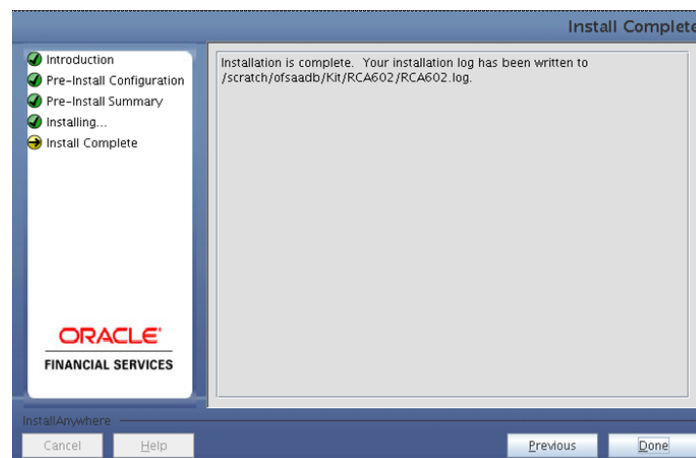 Install Complete
Introduction
Pre-Install Configuration
Pre-Install Summary
Installing...
Install Complete
Installation is complete. Your installation log has been written to
/scratch/ofsaadb/Kit/RCA602/RCA602.log.
ORACLE
FINANCIAL SERVICES
InstallAnywhere
Cancel
Help
Previous
Done